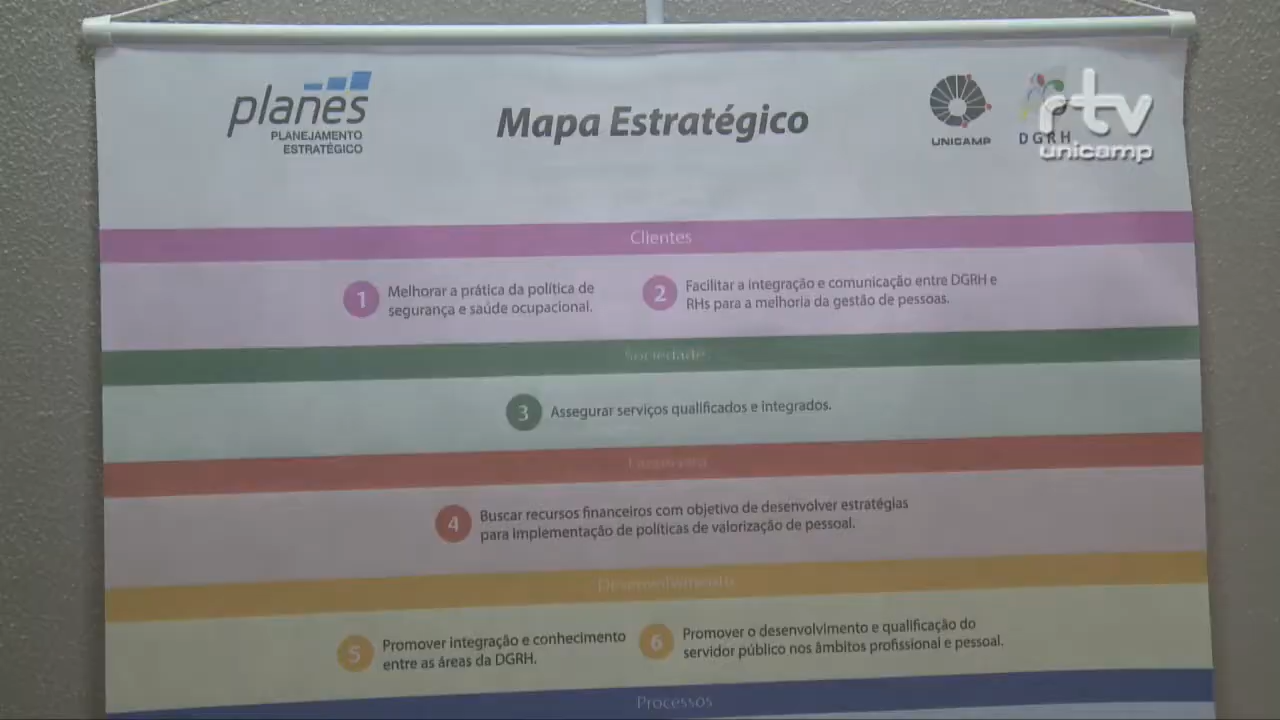 planes
PLANEJAMENTO
ESTRATÉGICO
Mapa Estratégico
UNICAMP
DGRH
rtv
unicamp
Clientes
1 Melhorar a prática da política de
segurança e saúde ocupacional.
2 Facilitar a integração e comunicação entre DGRH e
RHs para a melhoria da gestão de pessoas.
Sociedade
3 Assegurar serviços qualificados e integrados.
4 Buscar recursos financeiros com objetivo de desenvolver estratégias
para implementação de políticas de valorização de pessoal.
Desenvolvimento
5 Promover integração e conhecimento
entre as áreas da DGRH.
6 Promover o desenvolvimento e qualificação do
servidor público nos âmbitos profissional e pessoal.
Processos